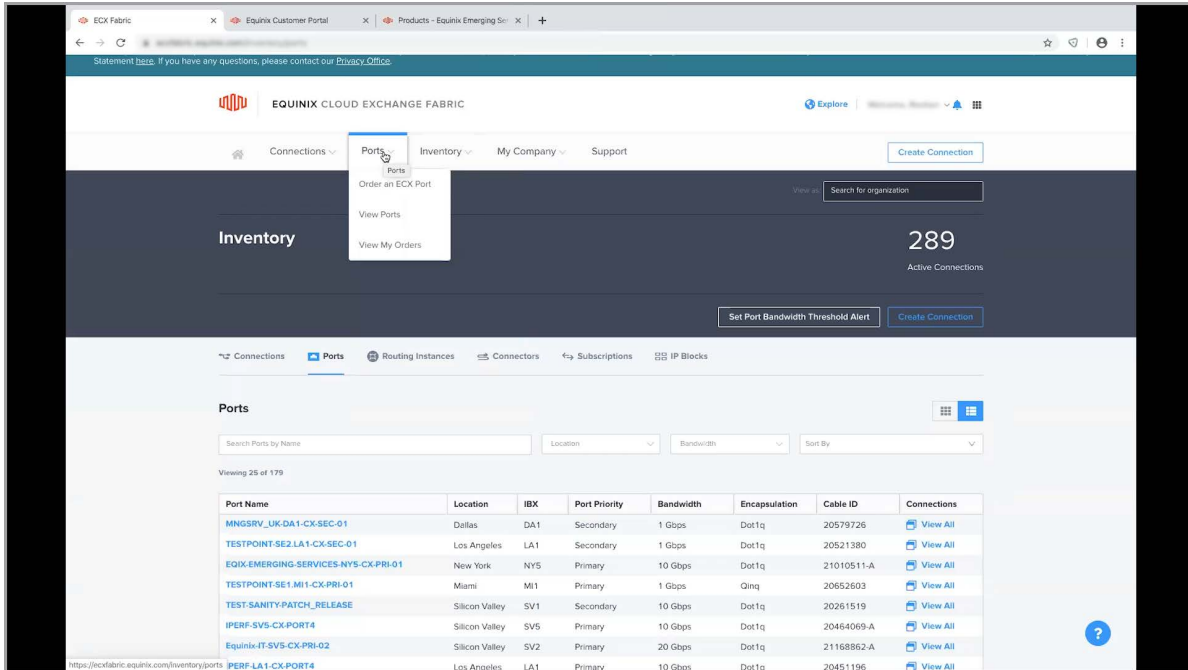 ECX Fabric
Equinix Customer Portal
Products - Equinix Emerging Ser
Statement here. If you have any questions, please contact our Privacy Office.
EQUINIX CLOUD EXCHANGE FABRIC
Explore
Connections
Ports
Inventory
My Company
Support
Create Connection
Ports
Order an ECX Port
View Ports
View My Orders
View as
Search for organization
Inventory
289
Active Connections
Set Port Bandwidth Threshold Alert
Create Connection
Connections
Ports
Routing Instances
Connectors
Subscriptions
IP Blocks
Ports
Search Ports by Name
Location
Bandwidth
Sort By
Viewing 25 of 179
Port Name Location IBX Port Priority Bandwidth Encapsulation Cable ID Connections
MNGSRV_UK-DA1-CX-SEC-01 Dallas DA1 Secondary 1 Gbps Dot1q 20579726 View All
TESTPOINT-SE2.LA1-CX-SEC-01 Los Angeles LA1 Secondary 1 Gbps Dot1q 20521380 View All
EQIX-EMERGING-SERVICES-NY5-CX-PRI-01 New York NY5 Primary 10 Gbps Dot1q 21010511-A View All
TESTPOINT-SE1.MI1-CX-PRI-01 Miami MI1 Primary 1 Gbps Qinq 20652603 View All
TEST-SANITY-PATCH_RELEASE Silicon Valley SV1 Secondary 10 Gbps Dot1q 20261519 View All
IPERF-SV5-CX-PORT4 Silicon Valley SV5 Primary 10 Gbps Dot1q 20464069-A View All
Equinix-IT-SV5-CX-PRI-02 Silicon Valley SV2 Primary 20 Gbps Dot1q 21168862-A View All
IPERF-LA1-CX-PORT4 Los Angeles LA1 Primary 10 Gbps Dot1q 20451196 View All
https://ecxfabric.equinix.com/inventory/ports